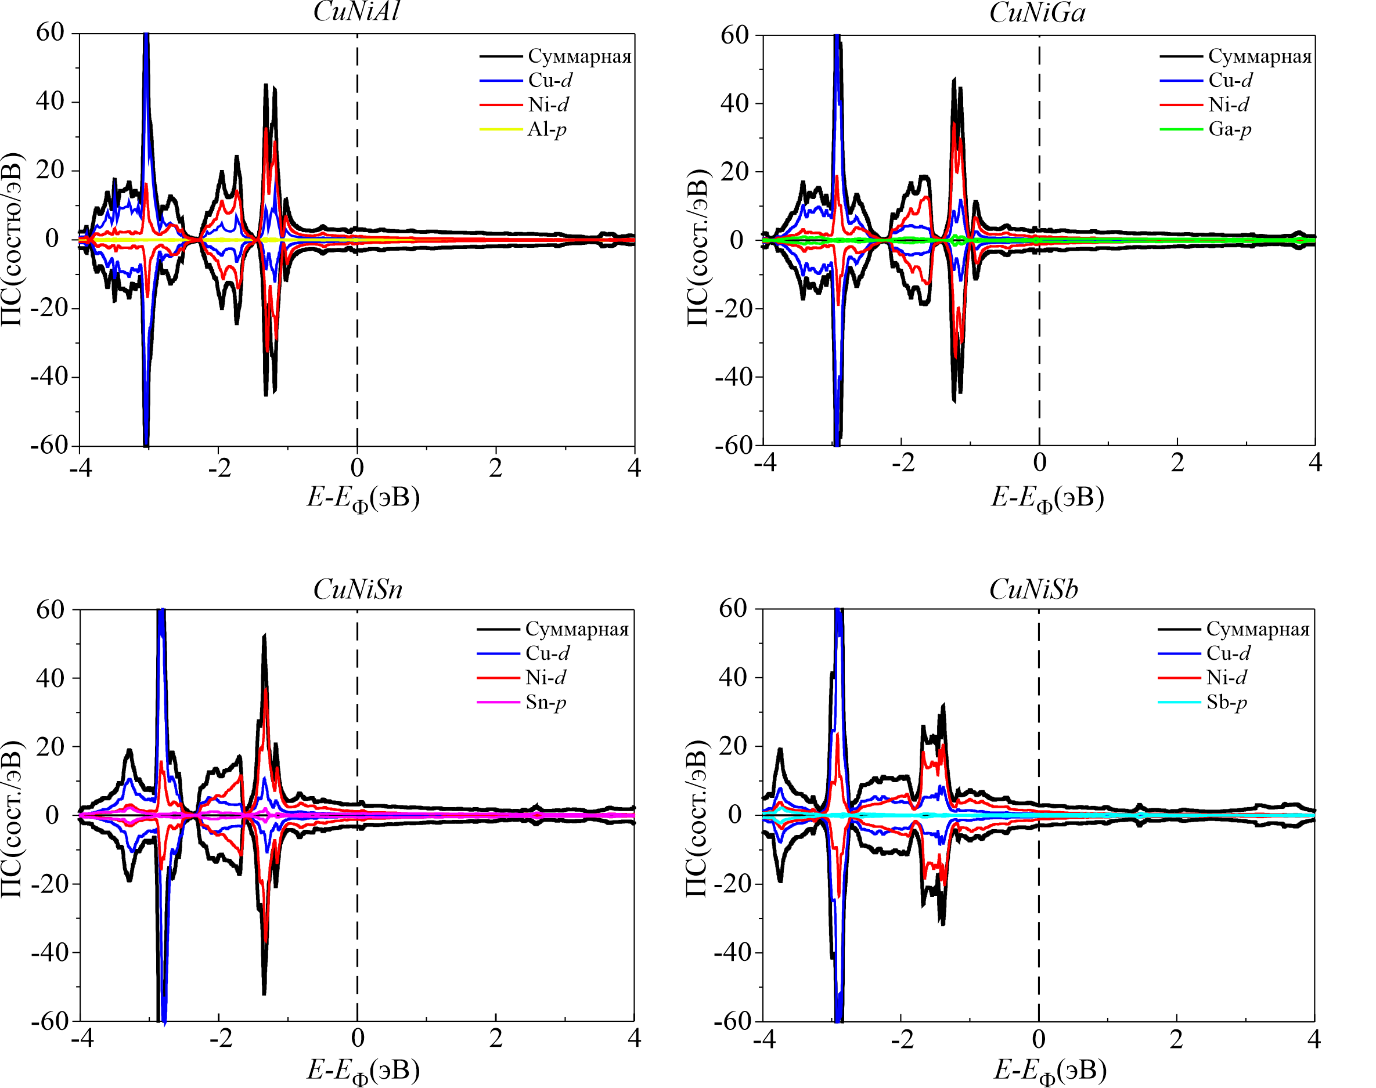 CuNiAl
ПС(состю/эВ)
60
40
20
0
-20
-40
-60
Суммарная
Cu-d
Ni-d
Al-p
-4 -2 0 2 4
E-EФ(эВ)
CuNiGa
ПС(сост./эВ)
60
40
20
0
-20
-40
-60
Суммарная
Cu-d
Ni-d
Ga-p
-4 -2 0 2 4
E-EФ(эВ)
CuNiSn
ПС(сост./эВ)
60
40
20
0
-20
-40
-60
Суммарная
Cu-d
Ni-d
Sn-p
-4 -2 0 2 4
E-EФ(эВ)
CuNiSb
ПС(сост./эВ)
60
40
20
0
-20
-40
-60
Суммарная
Cu-d
Ni-d
Sb-p
-4 -2 0 2 4
E-EФ(эВ)